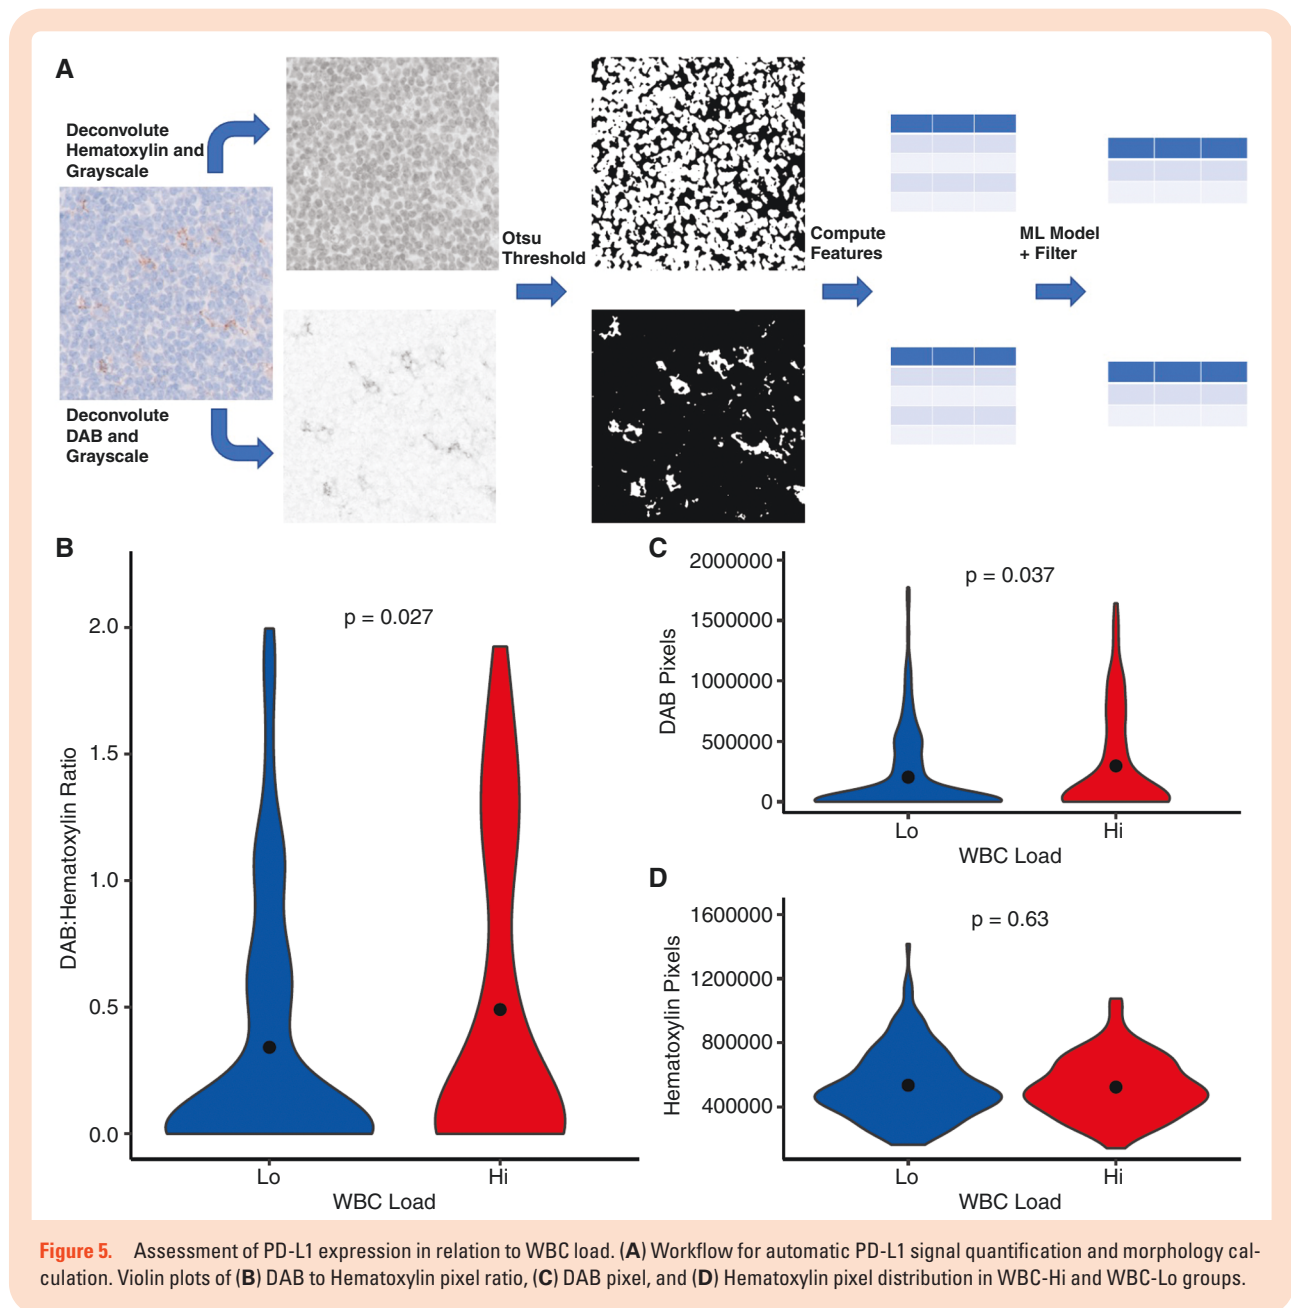 A
Deconvolute
Hematoxylin and
Grayscale
Deconvolute
DAB and
Grayscale
Otsu
Threshold
Compute
Features
ML Model
+ Filter
B
p = 0.027
2.0
1.5
1.0
0.5
0.0
DAB:Hematoxylin Ratio
Lo
Hi
WBC Load
C
p = 0.037
2000000
1500000
1000000
500000
0
DAB Pixels
Lo
Hi
WBC Load
D
p = 0.63
1600000
1200000
800000
400000
Hematoxylin Pixels
Lo
Hi
WBC Load
Figure 5. Assessment of PD-L1 expression in relation to WBC load. (A) Workflow for automatic PD-L1 signal quantification and morphology cal-
culation. Violin plots of (B) DAB to Hematoxylin pixel ratio, (C) DAB pixel, and (D) Hematoxylin pixel distribution in WBC-Hi and WBC-Lo groups.